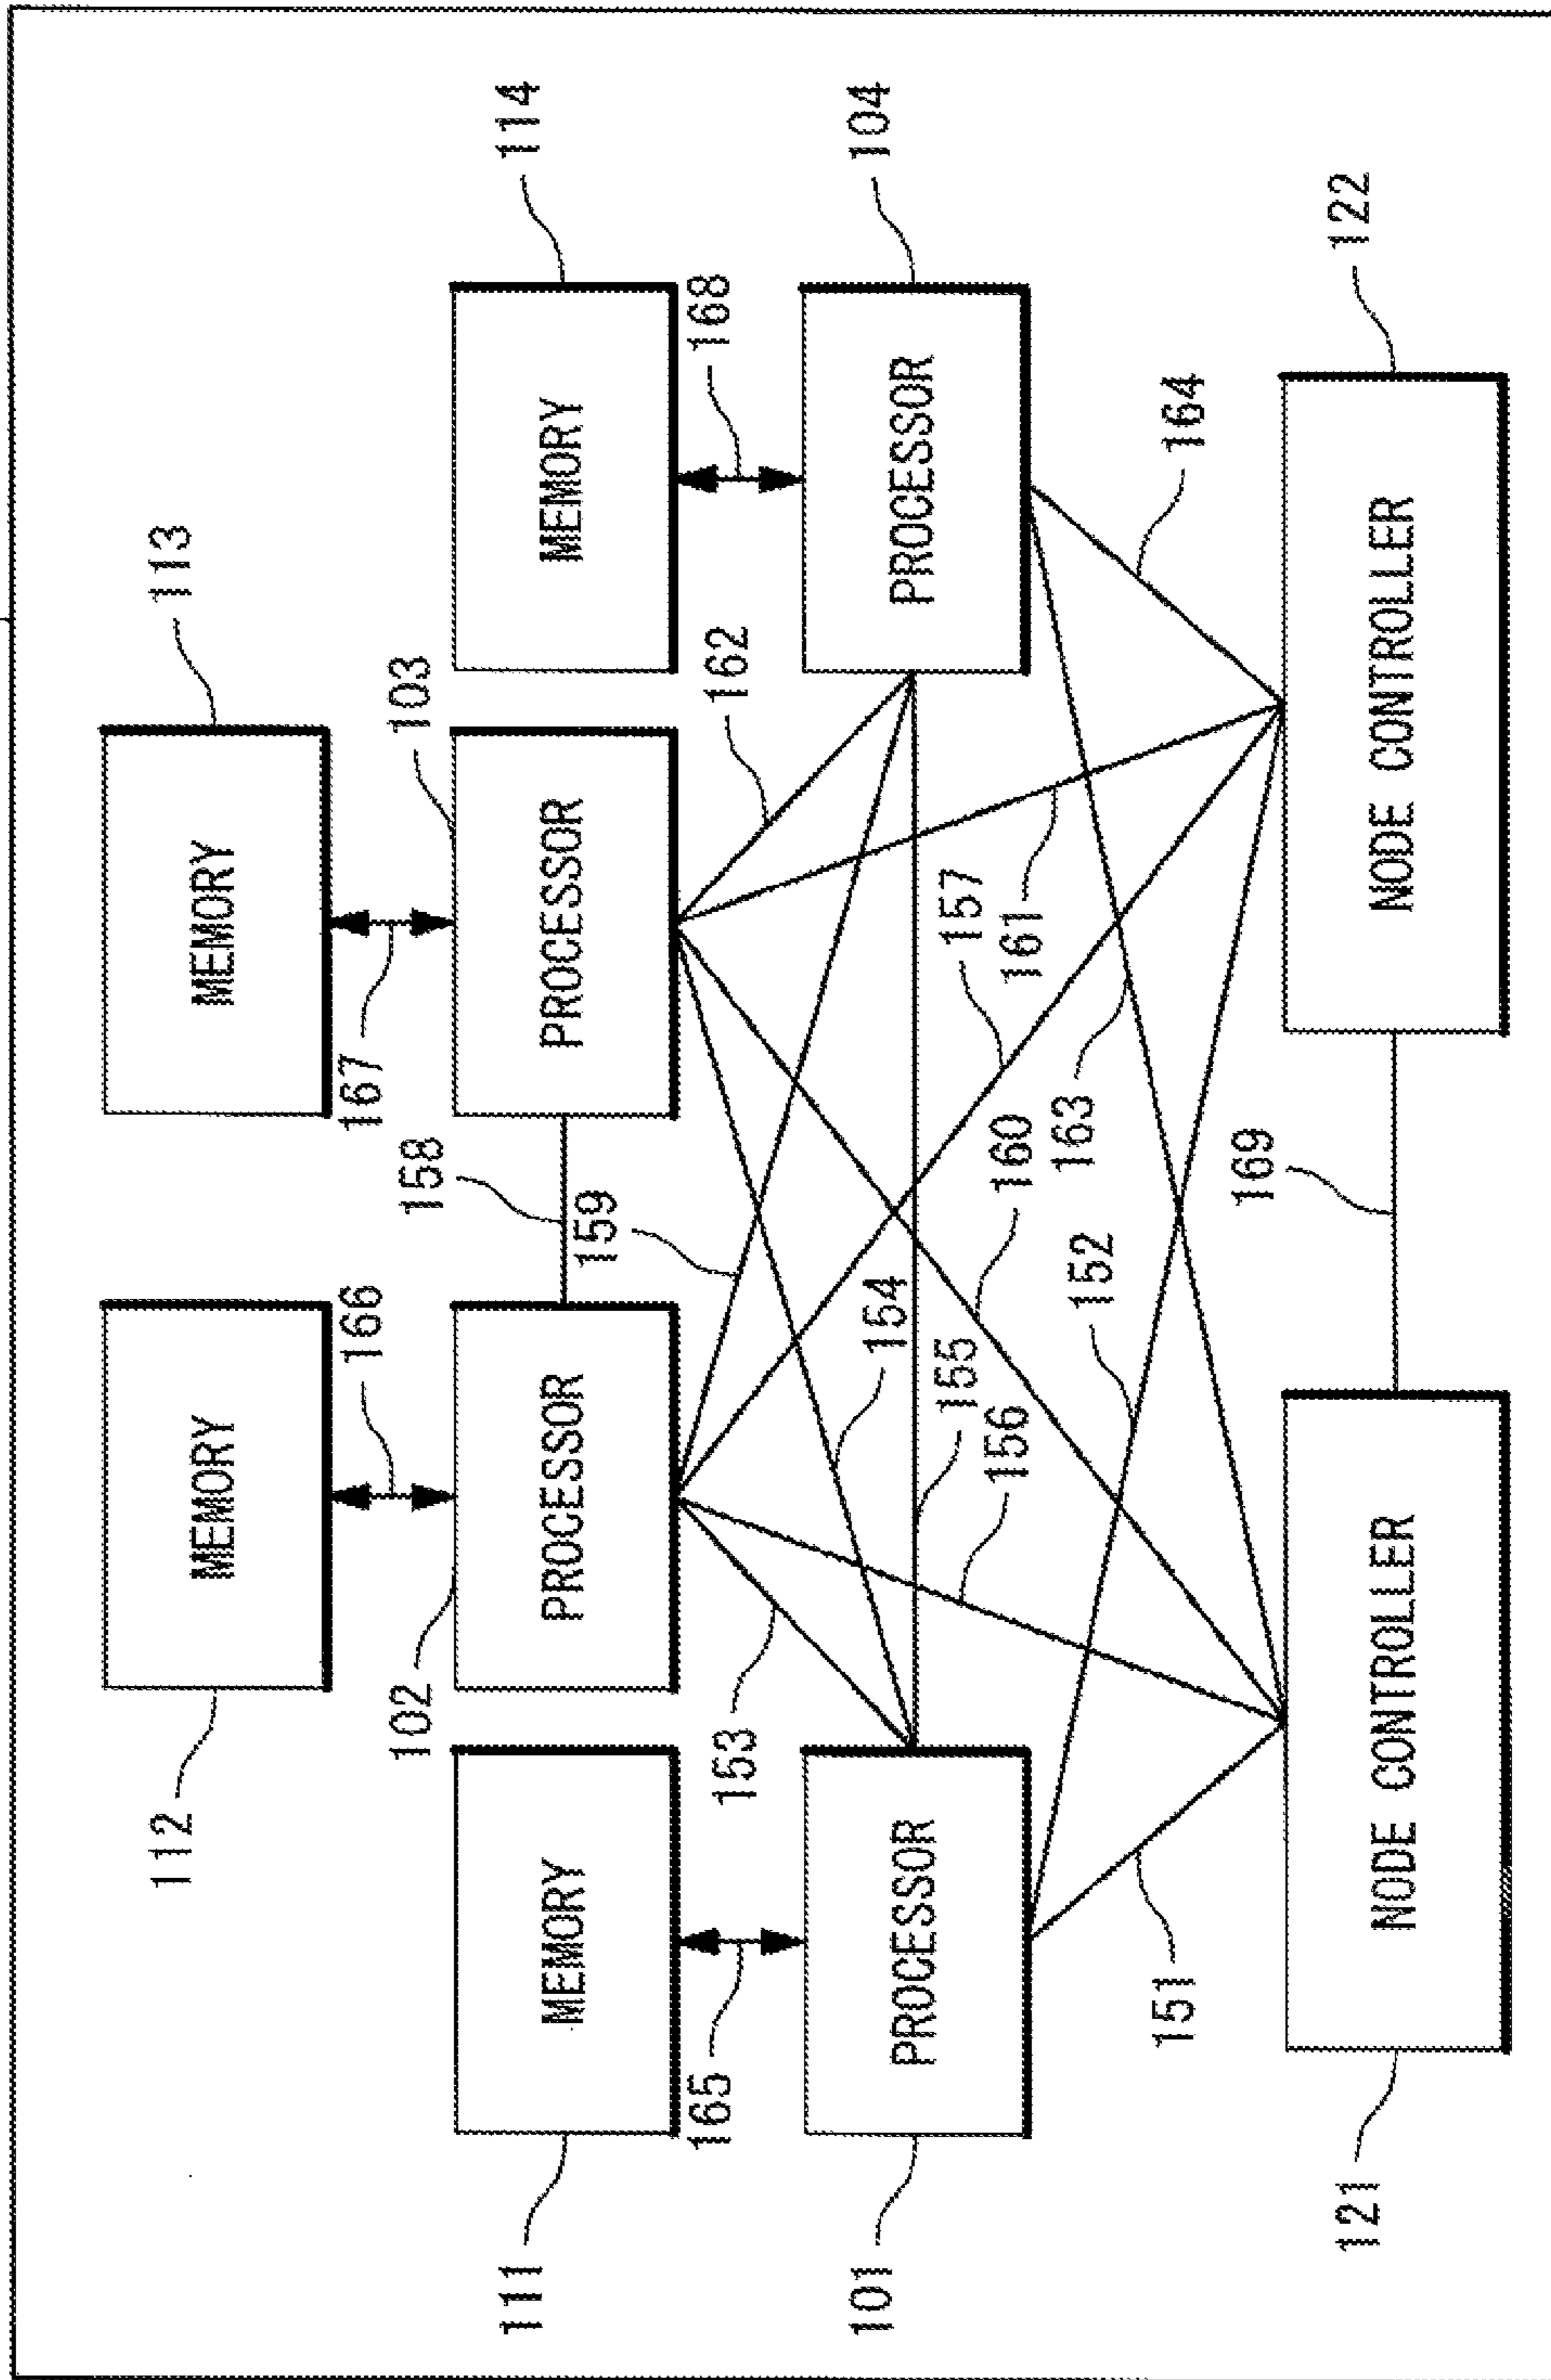 113
112
MEMORY
MEMORY
114
166
167
103
102
158
MEMORY
PROCESSOR
PROCESSOR
MEMORY
111
159
162
168
153
165
104
154
PROCESSOR
PROCESSOR
101
155
157
156
161
160
163
152
164
151
122
169
121
NODE CONTROLLER
NODE CONTROLLER